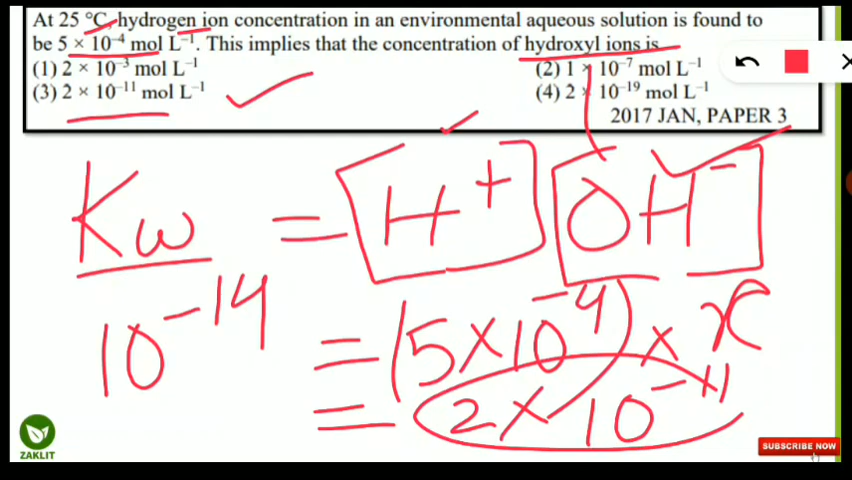 At 25 °C, hydrogen ion concentration in an environmental aqueous solution is found to
be 5 × 10⁻⁴ mol L⁻¹. This implies that the concentration of hydroxyl ions is
(1) 2 × 10⁻³ mol L⁻¹ (2) 1 × 10⁻⁷ mol L⁻¹
(3) 2 × 10⁻¹¹ mol L⁻¹ (4) 2 × 10⁻¹⁹ mol L⁻¹
2017 JAN, PAPER 3
Kw = [H⁺] [OH⁻]
10⁻¹⁴ = (5×10⁻⁴) × x
= 2 × 10⁻¹¹
ZAKLIT
SUBSCRIBE NOW